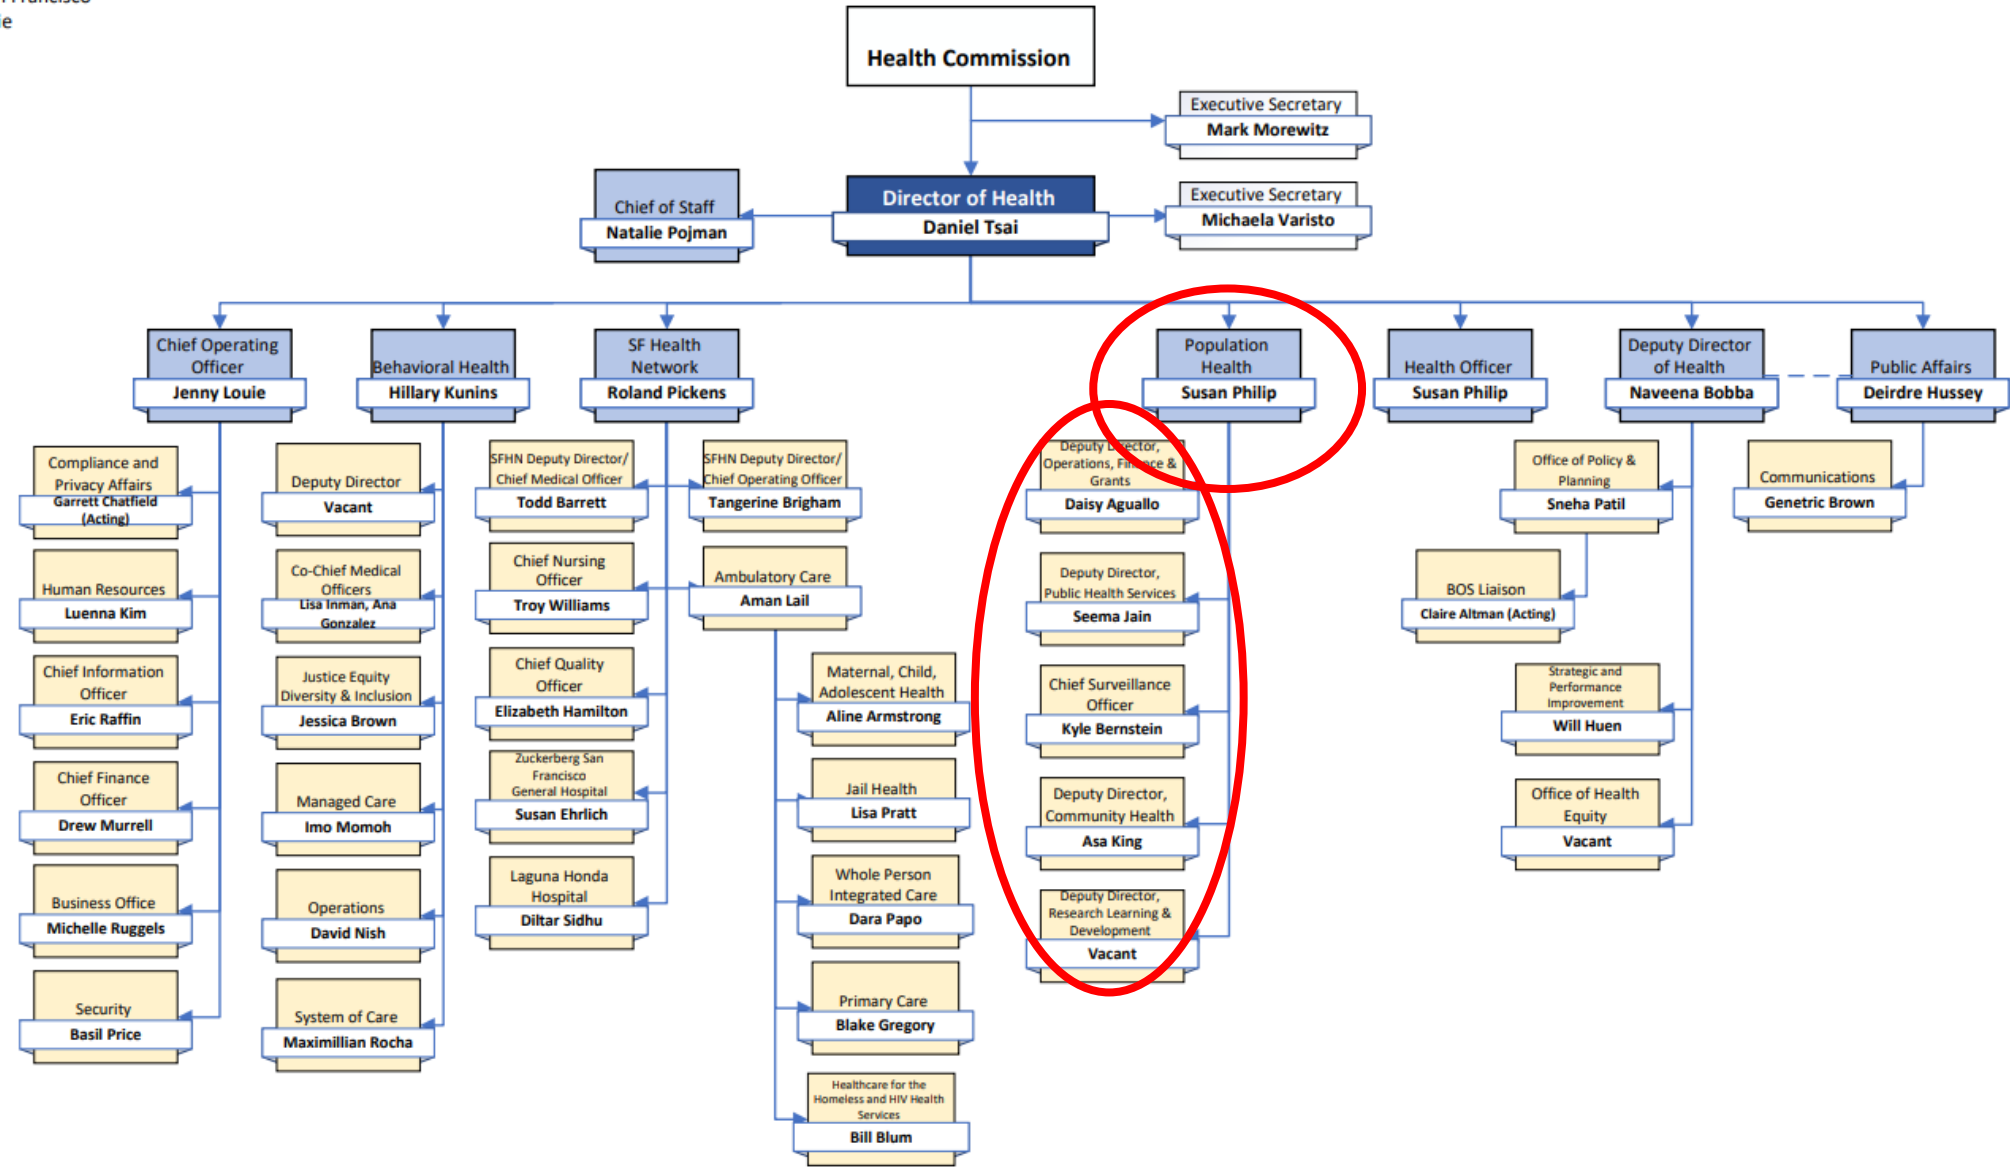 Health Commission
Executive Secretary
Mark Morewitz
Chief of Staff
Natalie Pojman
Director of Health
Daniel Tsai
Executive Secretary
Michaela Varisto
Chief Operating
Officer
Jenny Louie
Behavioral Health
Hillary Kunins
SF Health
Network
Roland Pickens
Population
Health
Susan Philip
Health Officer
Susan Philip
Deputy Director
of Health
Naveena Bobba
Public Affairs
Deirdre Hussey
Compliance and
Privacy Affairs
Garrett Chatfield
(Acting)
Human Resources
Luenna Kim
Chief Information
Officer
Eric Raffin
Chief Finance
Officer
Drew Murrell
Business Office
Michelle Ruggels
Security
Basil Price
Deputy Director
Vacant
Co-Chief Medical
Officers
Lisa Inman, Ana
Gonzalez
Justice Equity
Diversity & Inclusion
Jessica Brown
Managed Care
Imo Momoh
Operations
David Nish
System of Care
Maximillian Rocha
SFHN Deputy Director/
Chief Medical Officer
Todd Barrett
Chief Nursing
Officer
Troy Williams
Chief Quality
Officer
Elizabeth Hamilton
Zuckerberg San
Francisco
General Hospital
Susan Ehrlich
Laguna Honda
Hospital
Diltar Sidhu
SFHN Deputy Director/
Chief Operating Officer
Tangerine Brigham
Ambulatory Care
Aman Lail
Maternal, Child,
Adolescent Health
Aline Armstrong
Jail Health
Lisa Pratt
Whole Person
Integrated Care
Dara Papo
Primary Care
Blake Gregory
Healthcare for the
Homeless and HIV Health
Services
Bill Blum
Deputy Director,
Operations, Finance &
Grants
Daisy Aguallo
Deputy Director,
Public Health Services
Seema Jain
Chief Surveillance
Officer
Kyle Bernstein
Deputy Director,
Community Health
Asa King
Deputy Director,
Research Learning &
Development
Vacant
Office of Policy &
Planning
Sneha Patil
BOS Liaison
Claire Altman (Acting)
Strategic and
Performance
Improvement
Will Huen
Office of Health
Equity
Vacant
Communications
Genetric Brown